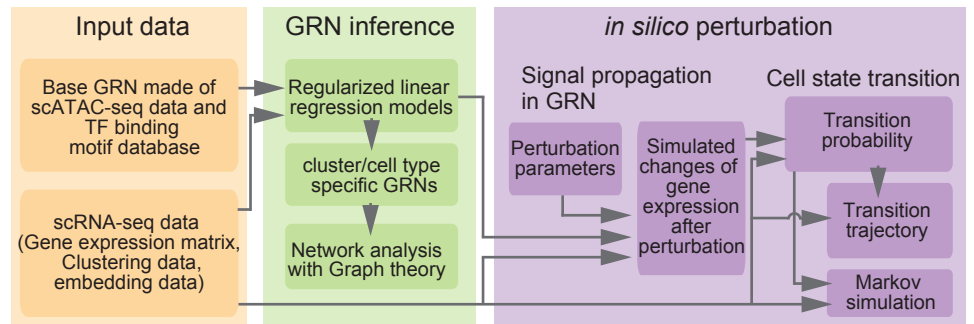 Input data
Base GRN made of
scATAC-seq data and
TF binding
motif database
scRNA-seq data
(Gene expression matrix,
Clustering data,
embedding data)
GRN inference
Regularized linear
regression models
cluster/cell type
specific GRNs
Network analysis
with Graph theory
in silico perturbation
Signal propagation
in GRN
Perturbation
parameters
Simulated
changes of
gene
expression
after
perturbation
Cell state transition
Transition
probability
Transition
trajectory
Markov
simulation